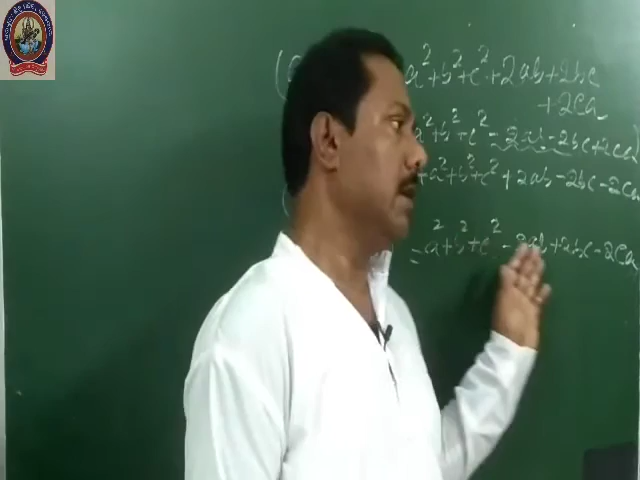 (a
a²+b²+c²+2ab+2bc
+2ca
a²+b²+c²-2ab-2bc+2ca
+a²+b²+c²+2ab-2bc-2ca
=a²+b²+c²-2ab+2bc-2ca